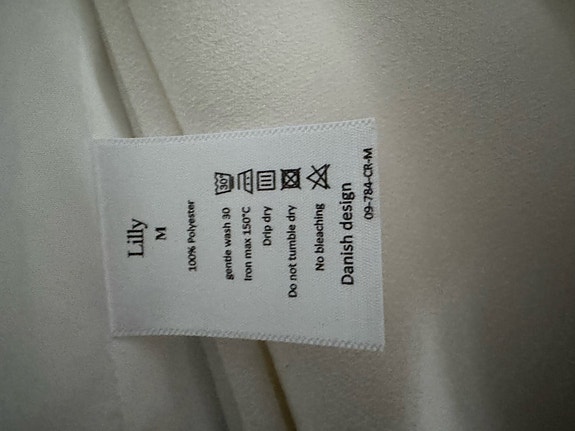 Lilly
M
100% Polyester
30°
gentle wash 30
Iron max 150°C
Drip dry
Do not tumble dry
No bleaching
Danish design
09-784-CR-M